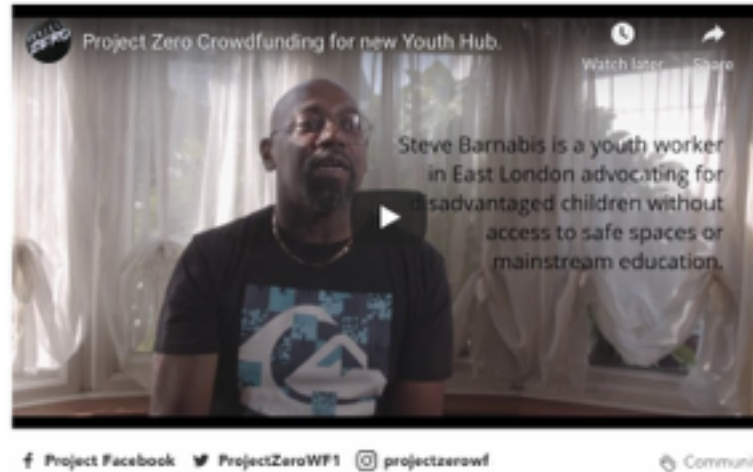 Project Zero Crowdfunding for new Youth Hub.
Watch later
Share
Steve Barnabis is a youth worker
in East London advocating for
disadvantaged children without
access to safe spaces or
mainstream education.
Project Facebook
ProjectZeroWF1
projectzerowf
Communi